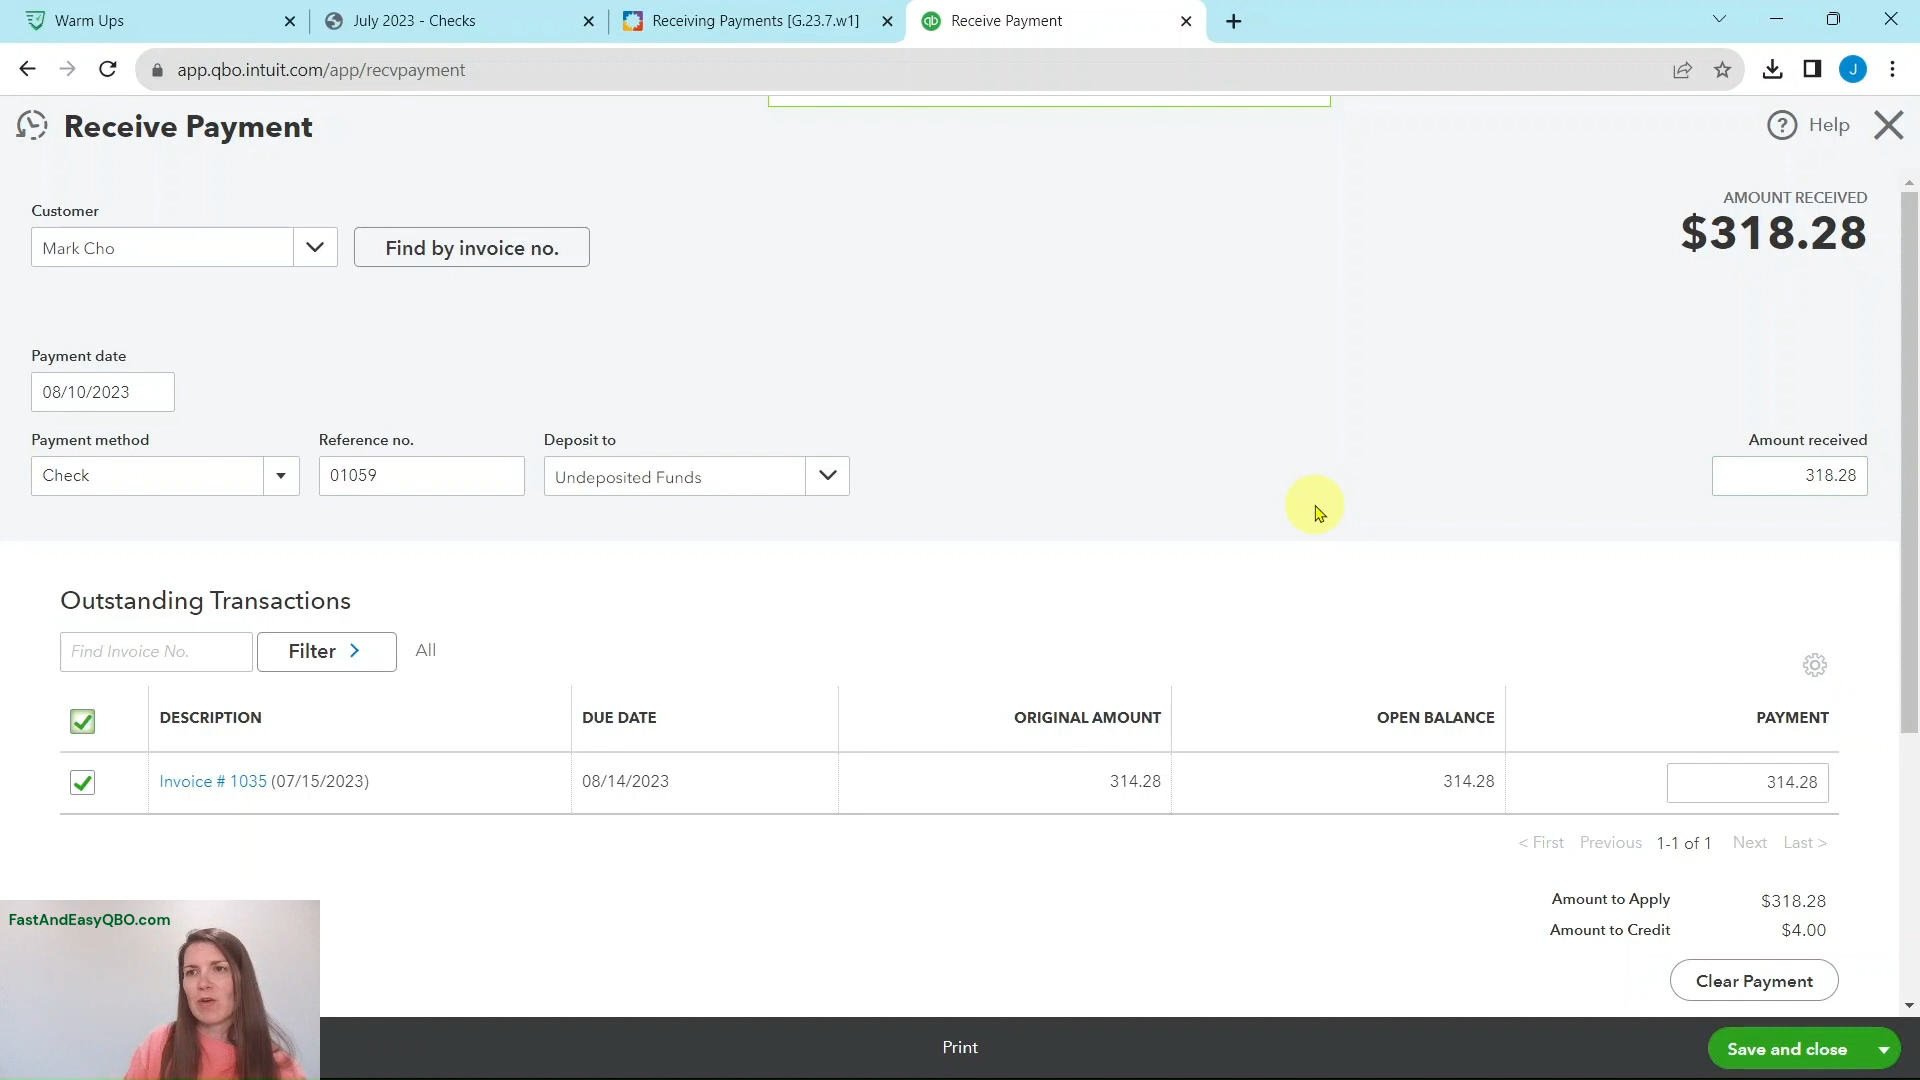 Warm Ups
July 2023 - Checks
Receiving Payments [G.23.7.w1]
Receive Payment
app.qbo.intuit.com/app/recvpayment
J
Receive Payment
Help
Customer
Mark Cho
Find by invoice no.
AMOUNT RECEIVED
$318.28
Payment date
08/10/2023
Payment method
Reference no.
Deposit to
Amount received
Check
01059
Undeposited Funds
318.28
Outstanding Transactions
Find Invoice No.
Filter
All
DESCRIPTION
DUE DATE
ORIGINAL AMOUNT
OPEN BALANCE
PAYMENT
Invoice # 1035 (07/15/2023)
08/14/2023
314.28
314.28
314.28
< First Previous 1-1 of 1 Next Last >
Amount to Apply $318.28
Amount to Credit $4.00
Clear Payment
FastAndEasyQBO.com
Print
Save and close